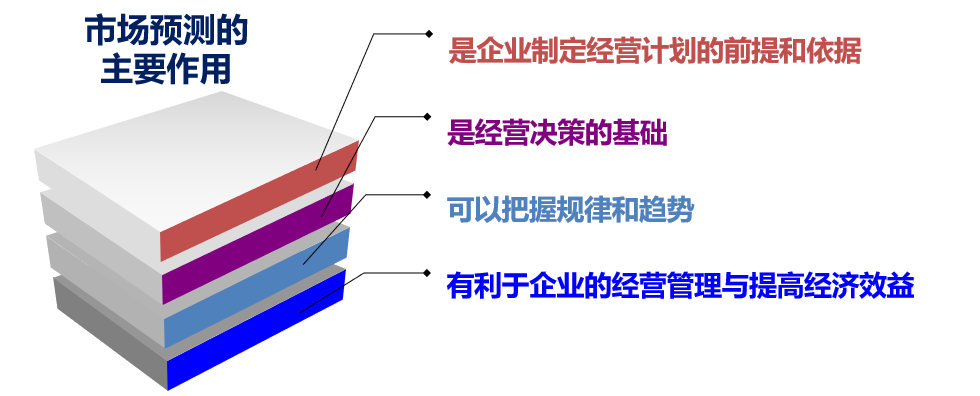 市场预测的
主要作用
是企业制定经营计划的前提和依据
是经营决策的基础
可以把握规律和趋势
有利于企业的经营管理与提高经济效益